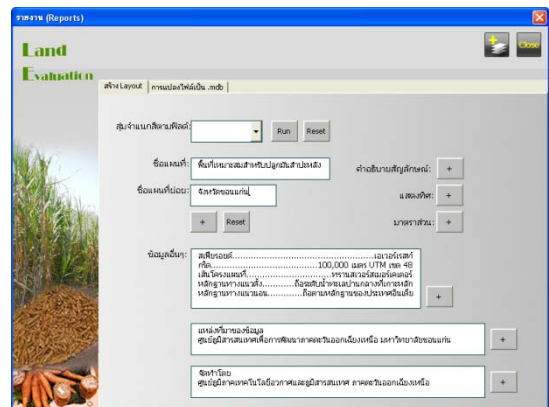 รายงาน (Reports)
Land
Evaluation
Close
สร้าง Layout
การแปลงไฟล์เป็น .mdb
สุ่มจำแนกสีตามฟิลด์:
Run
Reset
ชื่อแผนที่:
พื้นที่เหมาะสมสำหรับปลูกมันสำปะหลัง
คำอธิบายสัญลักษณ์:
+
ชื่อแผนที่ย่อย:
จังหวัดขอนแก่น
แสดงทิศ:
+
+
Reset
มาตราส่วน:
+
ข้อมูลอื่นๆ:
สเฟียรอยด์.......................................เอเวอร์เรสท์
กริด.............................100,000 เมตร UTM เขต 48
เส้นโครงแผนที่........................ทรานสเวอร์สเมอร์เคเตอร์
หลักฐานทางแนวตั้ง..............ถือระดับน้ำทะเลปานกลางที่เกาะหลัก
หลักฐานทางแนวนอน..............ถือตามหลักฐานของประเทศอินเดีย
+
แหล่งที่มาของข้อมูล
ศูนย์ภูมิสารสนเทศเพื่อการพัฒนาภาคตะวันออกเฉียงเหนือ มหาวิทยาลัยขอนแก่น
+
จัดทำโดย
ศูนย์ภูมิภาคเทคโนโลยีอวกาศและภูมิสารสนเทศ ภาคตะวันออกเฉียงเหนือ
+